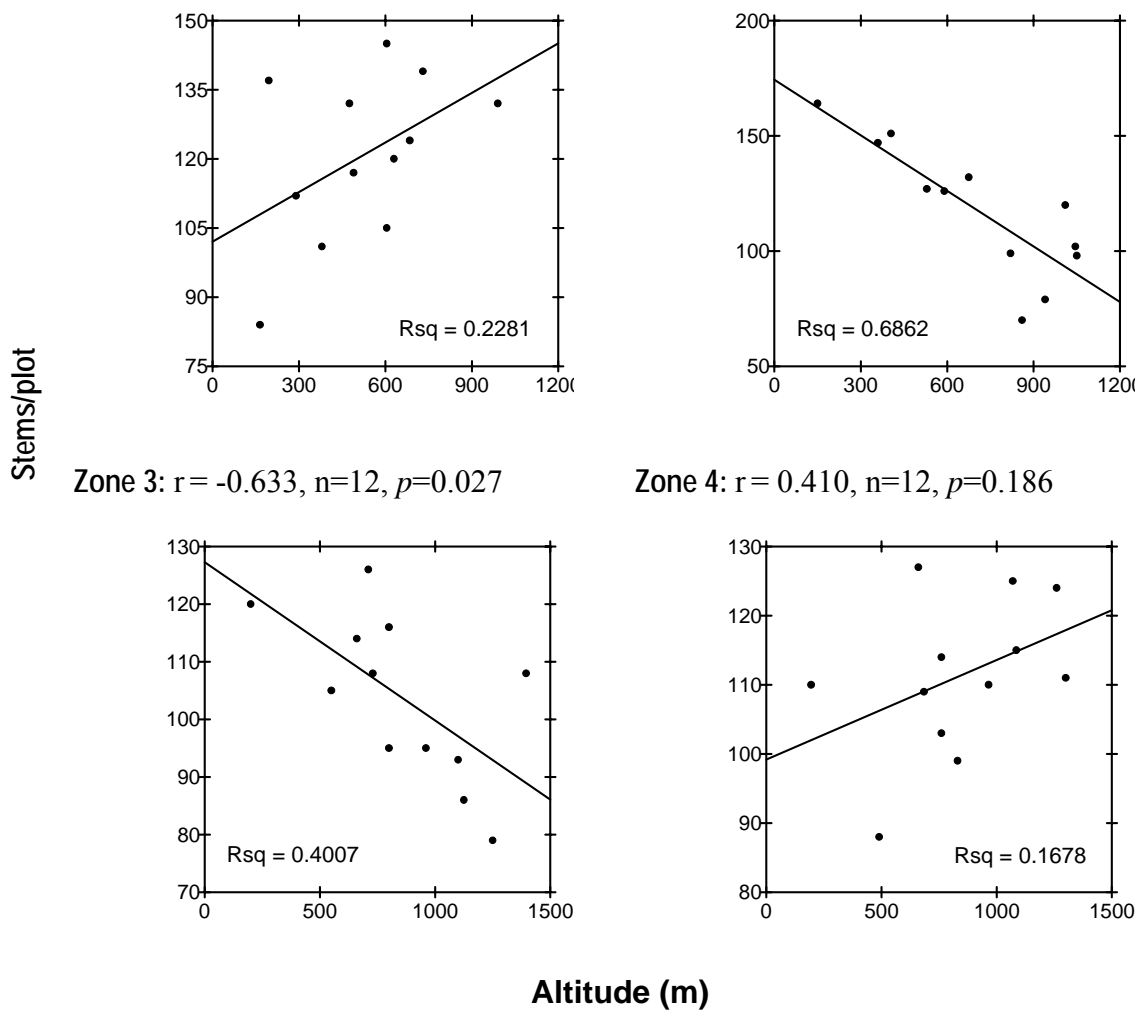 150
135
120
105
90
75
Rsq = 0.2281
0 300 600 900 1200
200
150
100
50
Rsq = 0.6862
0 300 600 900 1200
Stems/plot
Zone 3: r = -0.633, n=12, p=0.027
Zone 4: r = 0.410, n=12, p=0.186
130
120
110
100
90
80
70
Rsq = 0.4007
0 500 1000 1500
130
120
110
100
90
80
Rsq = 0.1678
0 500 1000 1500
Altitude (m)